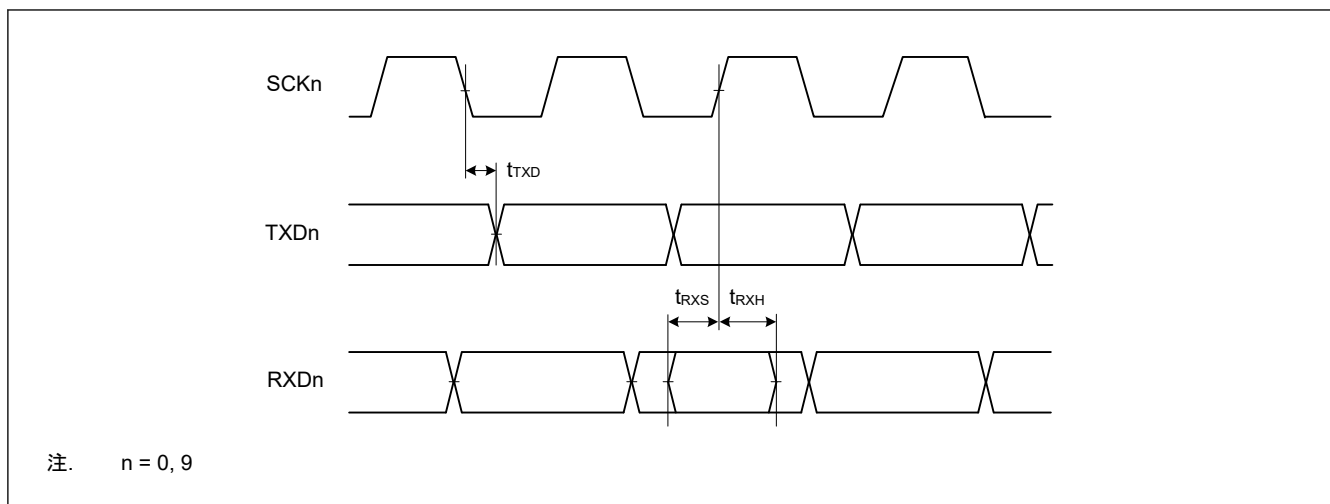 SCKn
tTXD
TXDn
tRXS tRXH
RXDn
注. n = 0, 9